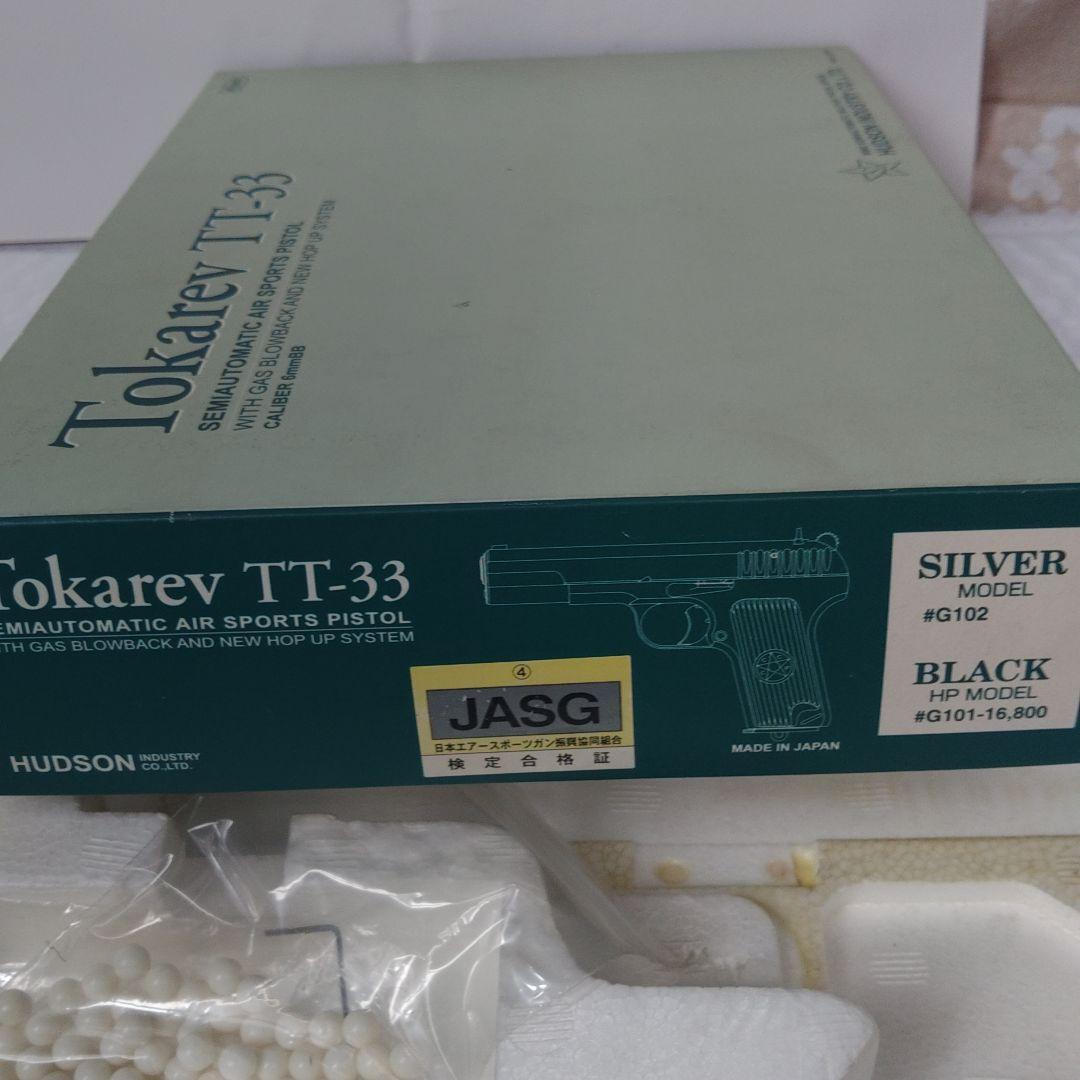 Tokarev TT-33
SEMIAUTOMATIC AIR SPORTS PISTOL
WITH GAS BLOWBACK AND NEW HOP UP SYSTEM
CALIBER 6mmBB
Tokarev TT-33
SEMIAUTOMATIC AIR SPORTS PISTOL
WITH GAS BLOWBACK AND NEW HOP UP SYSTEM
HUDSON INDUSTRY CO.,LTD.
④
JASG
日本エアースポーツガン振興協同組合
検定合格証
MADE IN JAPAN
SILVER
MODEL
#G102
BLACK
HP MODEL
#G101-16,800